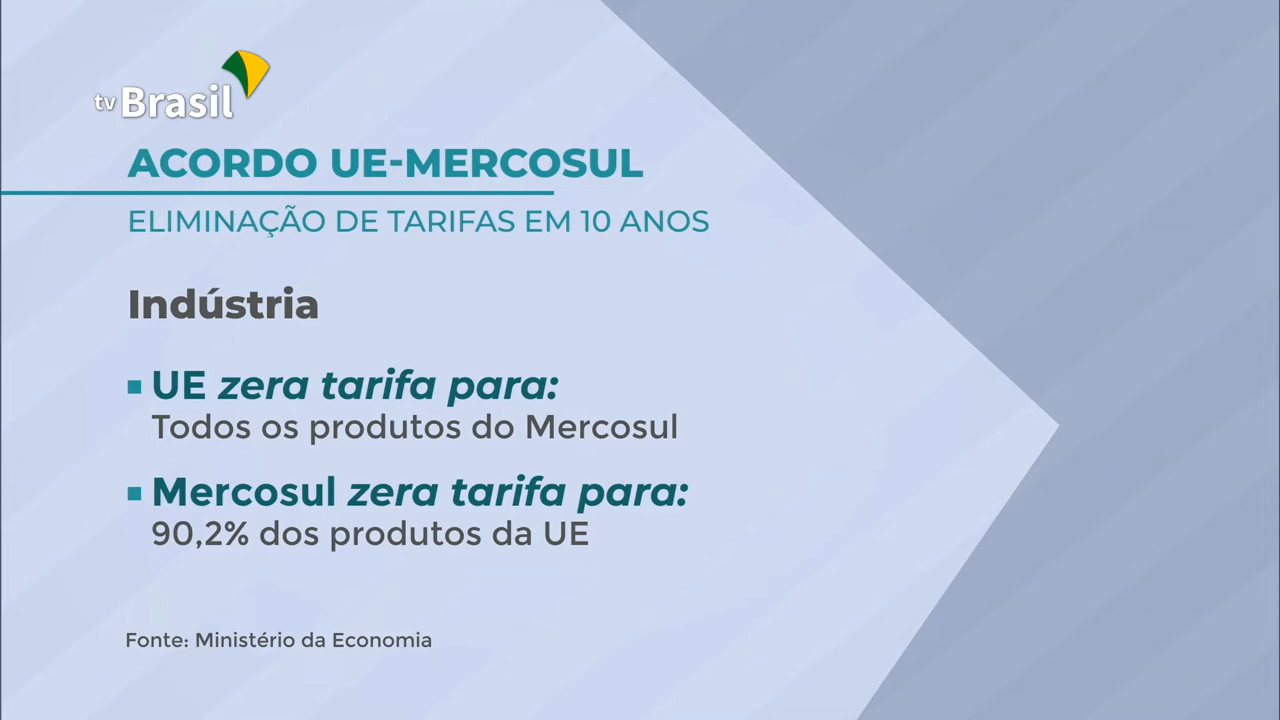 tv Brasil
ACORDO UE-MERCOSUL
ELIMINAÇÃO DE TARIFAS EM 10 ANOS
Indústria
UE zera tarifa para:
Todos os produtos do Mercosul
Mercosul zera tarifa para:
90,2% dos produtos da UE
Fonte: Ministério da Economia